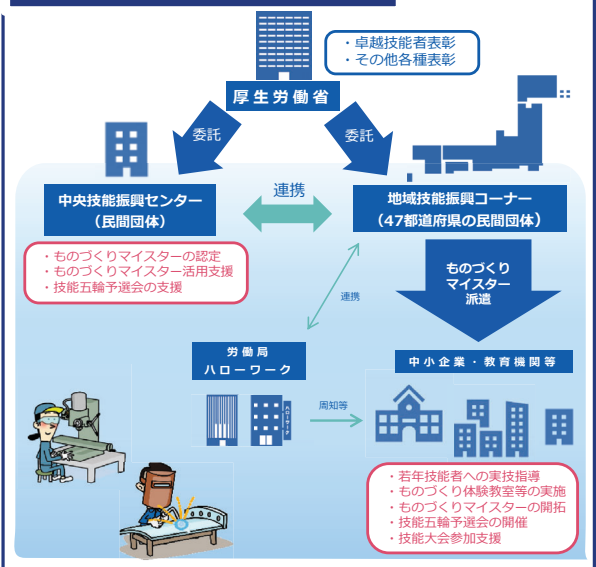 ・卓越技能者表彰
・その他各種表彰
厚生労働省
委託
委託
中央技能振興センター
（民間団体）
連携
地域技能振興コーナー
（47都道府県の民間団体）
・ものづくりマイスターの認定
・ものづくりマイスター活用支援
・技能五輪予選会の支援
ものづくり
マイスター
派遣
連携
労働局
ハローワーク
中小企業・教育機関等
ハローワーク
周知等
・若年技能者への実技指導
・ものづくり体験教室等の実施
・ものづくりマイスターの開拓
・技能五輪予選会の開催
・技能大会参加支援